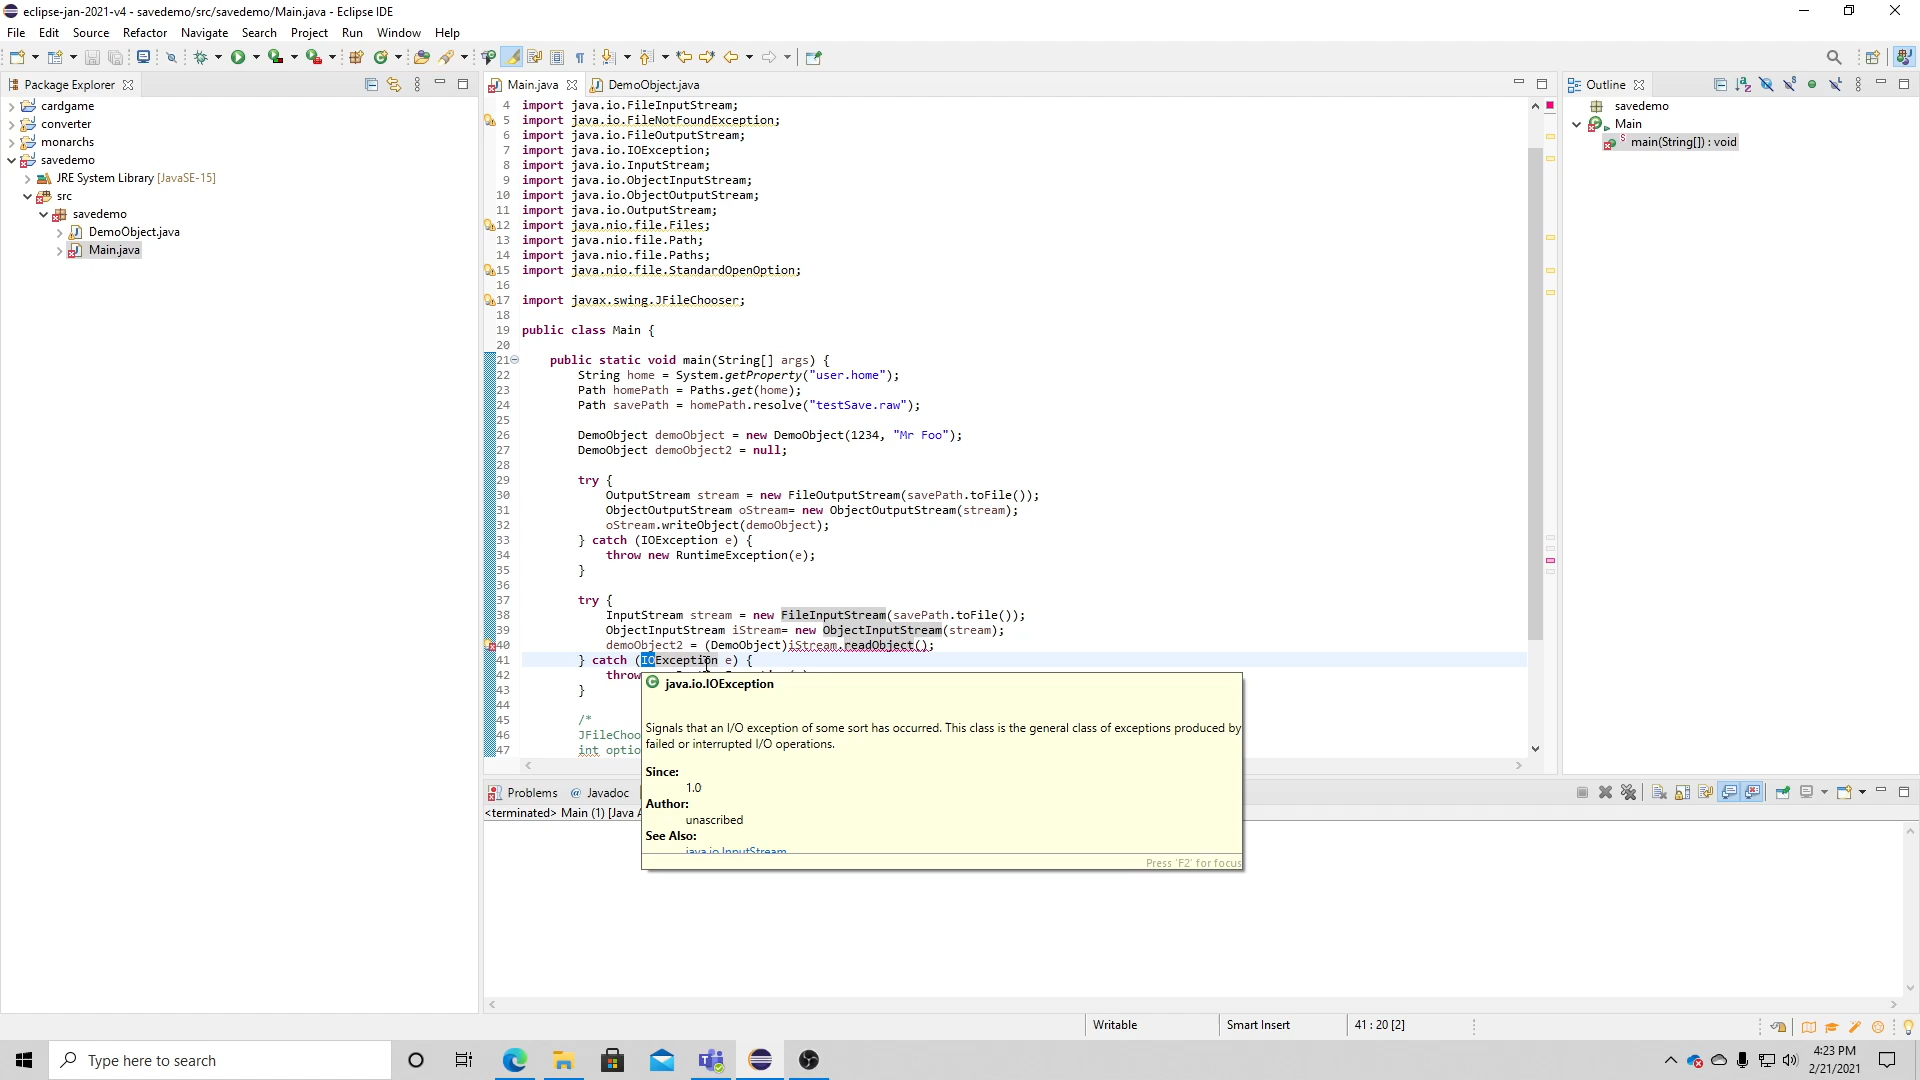 eclipse-jan-2021-v4 - savedemo/src/savedemo/Main.java - Eclipse IDE
File Edit Source Refactor Navigate Search Project Run Window Help
Package Explorer
cardgame
converter
monarchs
savedemo
JRE System Library [JavaSE-15]
src
savedemo
DemoObject.java
Main.java
Main.java DemoObject.java
4 import java.io.FileInputStream;
5 import java.io.FileNotFoundException;
6 import java.io.FileOutputStream;
7 import java.io.IOException;
8 import java.io.InputStream;
9 import java.io.ObjectInputStream;
10 import java.io.ObjectOutputStream;
11 import java.io.OutputStream;
12 import java.nio.file.Files;
13 import java.nio.file.Path;
14 import java.nio.file.Paths;
15 import java.nio.file.StandardOpenOption;
16
17 import javax.swing.JFileChooser;
18
19 public class Main {
20
21 public static void main(String[] args) {
22 String home = System.getProperty("user.home");
23 Path homePath = Paths.get(home);
24 Path savePath = homePath.resolve("testSave.raw");
25
26 DemoObject demoObject = new DemoObject(1234, "Mr Foo");
27 DemoObject demoObject2 = null;
28
29 try {
30 OutputStream stream = new FileOutputStream(savePath.toFile());
31 ObjectOutputStream oStream= new ObjectOutputStream(stream);
32 oStream.writeObject(demoObject);
33 } catch (IOException e) {
34 throw new RuntimeException(e);
35 }
36
37 try {
38 InputStream stream = new FileInputStream(savePath.toFile());
39 ObjectInputStream iStream= new ObjectInputStream(stream);
40 demoObject2 = (DemoObject)iStream.readObject();
41 } catch (IOException e) {
42 throw
43 }
44
45 /*
46 JFileChoo
47 int optio
java.io.IOException
Signals that an I/O exception of some sort has occurred. This class is the general class of exceptions produced by
failed or interrupted I/O operations.
Since:
1.0
Author:
unascribed
See Also:
java.io.InputStream
Press 'F2' for focus
Outline
savedemo
Main
main(String[]) : void
Problems @ Javadoc
<terminated> Main (1) [Java A
Writable Smart Insert 41 : 20 [2]
Type here to search
4:23 PM
2/21/2021